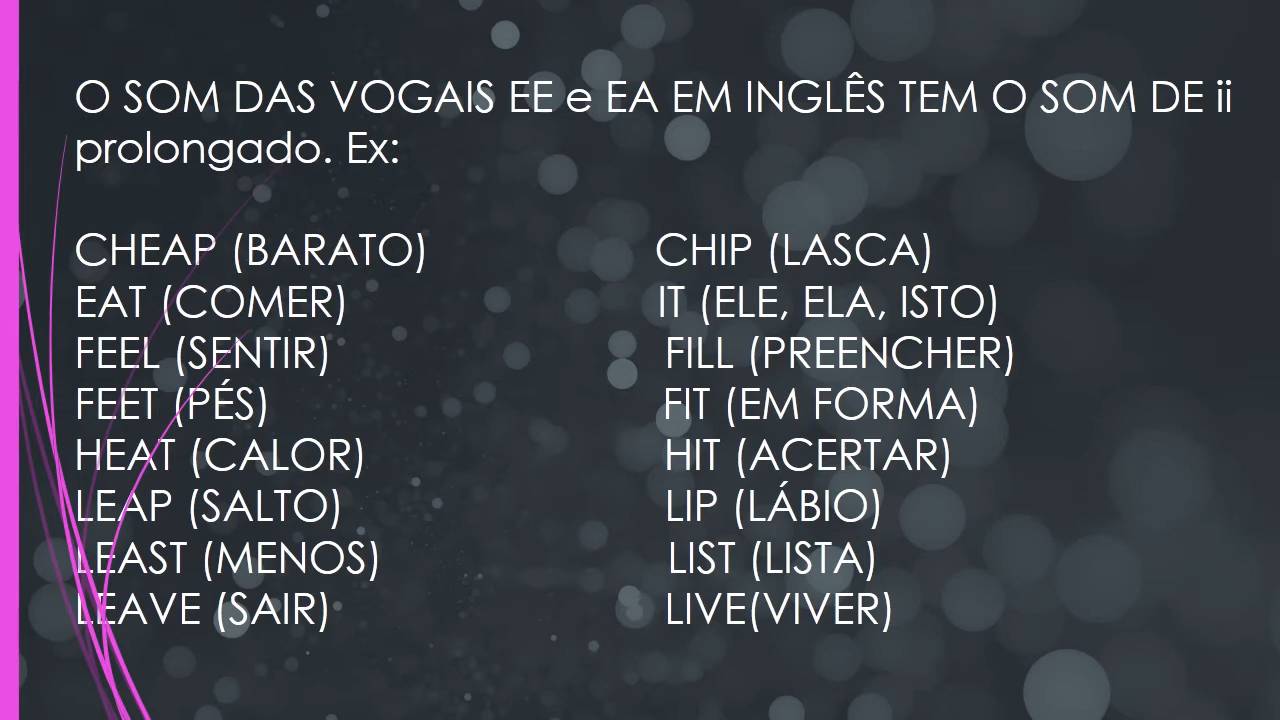 O SOM DAS VOGAIS EE e EA EM INGLÊS TEM O SOM DE ii
prolongado. Ex:
CHEAP (BARATO) CHIP (LASCA)
EAT (COMER) IT (ELE, ELA, ISTO)
FEEL (SENTIR) FILL (PREENCHER)
FEET (PÉS) FIT (EM FORMA)
HEAT (CALOR) HIT (ACERTAR)
LEAP (SALTO) LIP (LÁBIO)
LEAST (MENOS) LIST (LISTA)
LEAVE (SAIR) LIVE(VIVER)